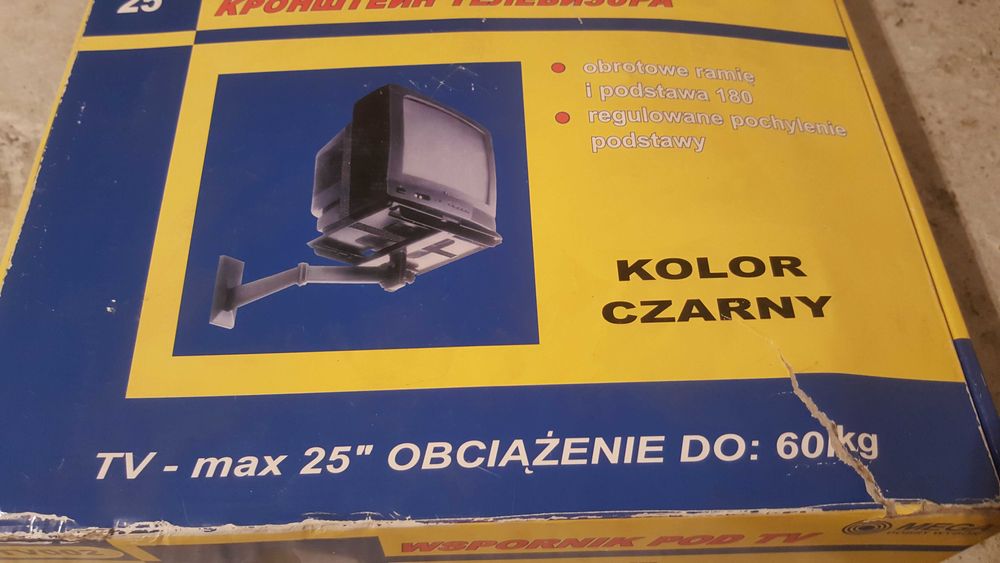 25
КРОНШТЕЙН ТЕЛЕВИЗОРА
obrotowe ramię
i podstawa 180
regulowane pochylenie
podstawy
KOLOR
CZARNY
TV - max 25" OBCIĄŻENIE DO: 60kg
WSPORNIK POD TV
MEGA